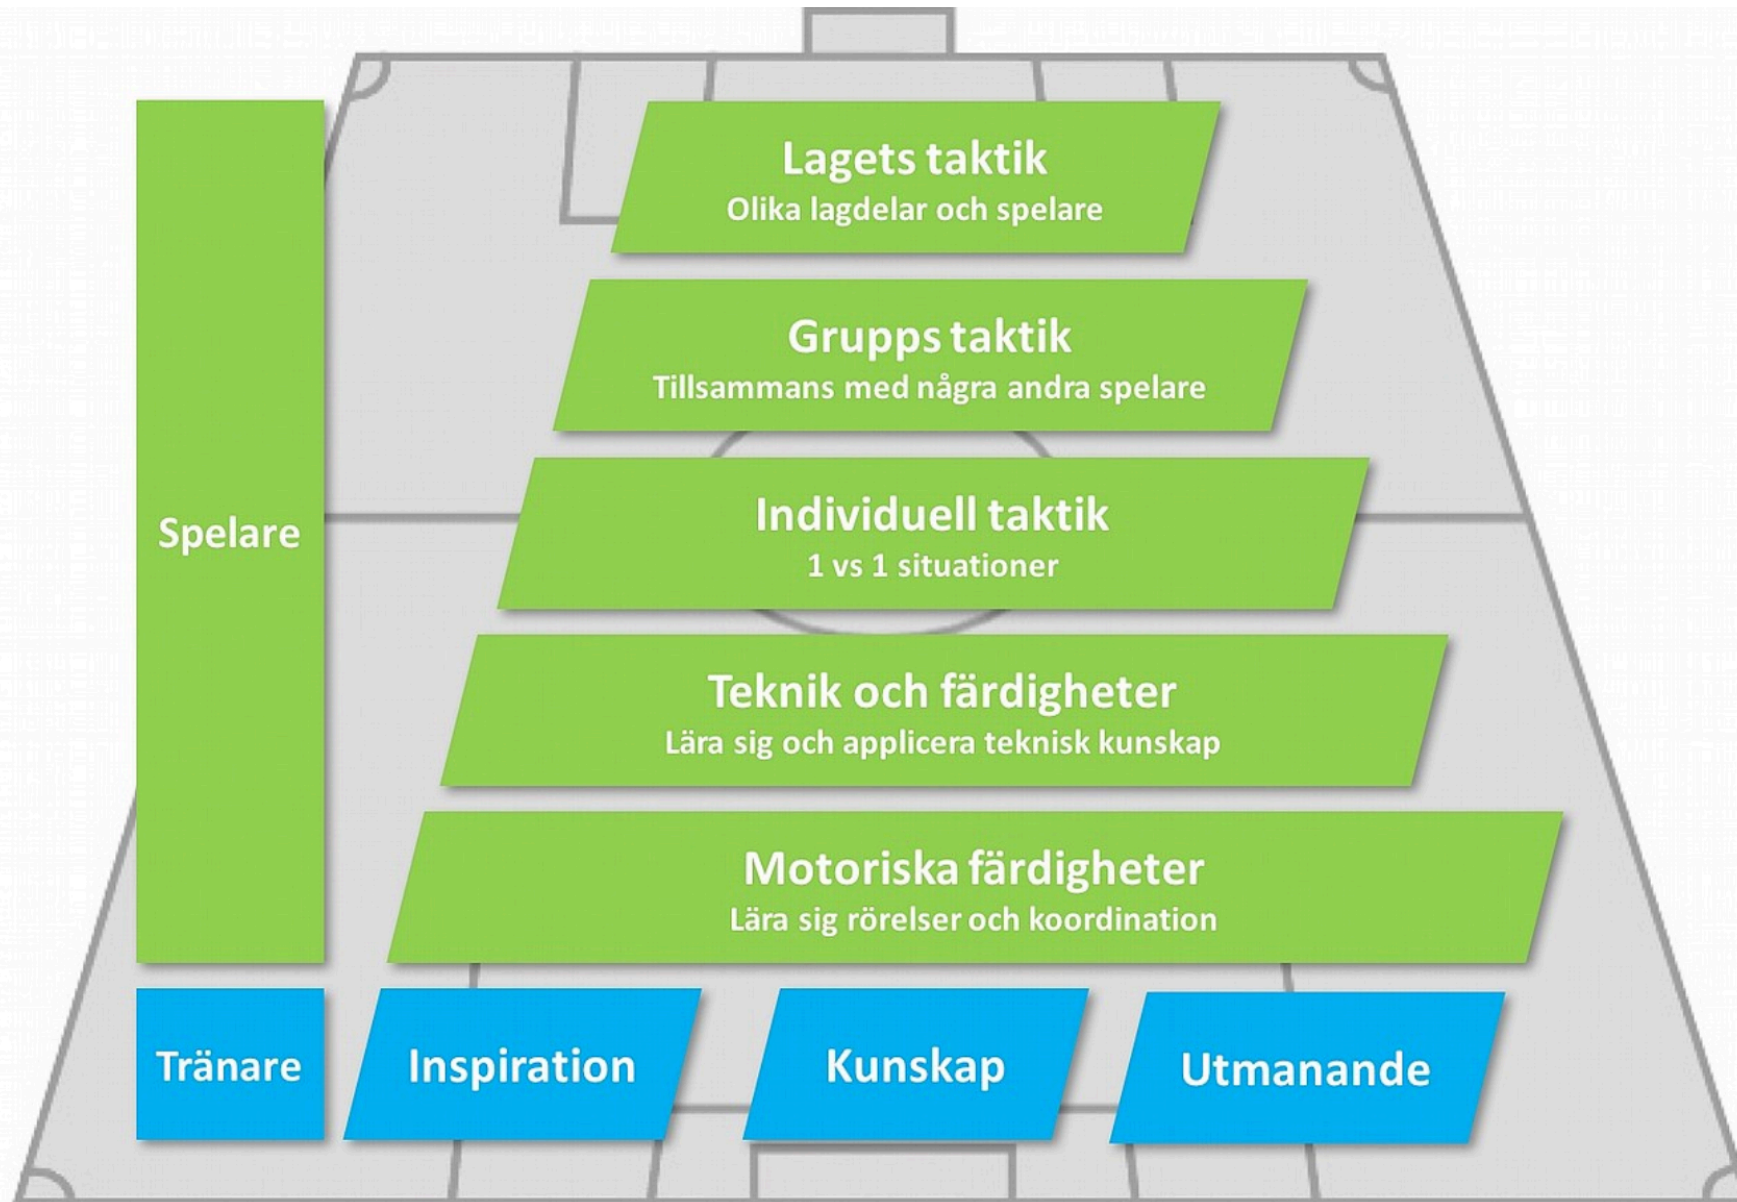 Spelare
Lagets taktik
Olika lagdelar och spelare
Grupps taktik
Tillsammans med några andra spelare
Individuell taktik
1 vs 1 situationer
Teknik och färdigheter
Lära sig och applicera teknisk kunskap
Motoriska färdigheter
Lära sig rörelser och koordination
Tränare
Inspiration
Kunskap
Utmanande